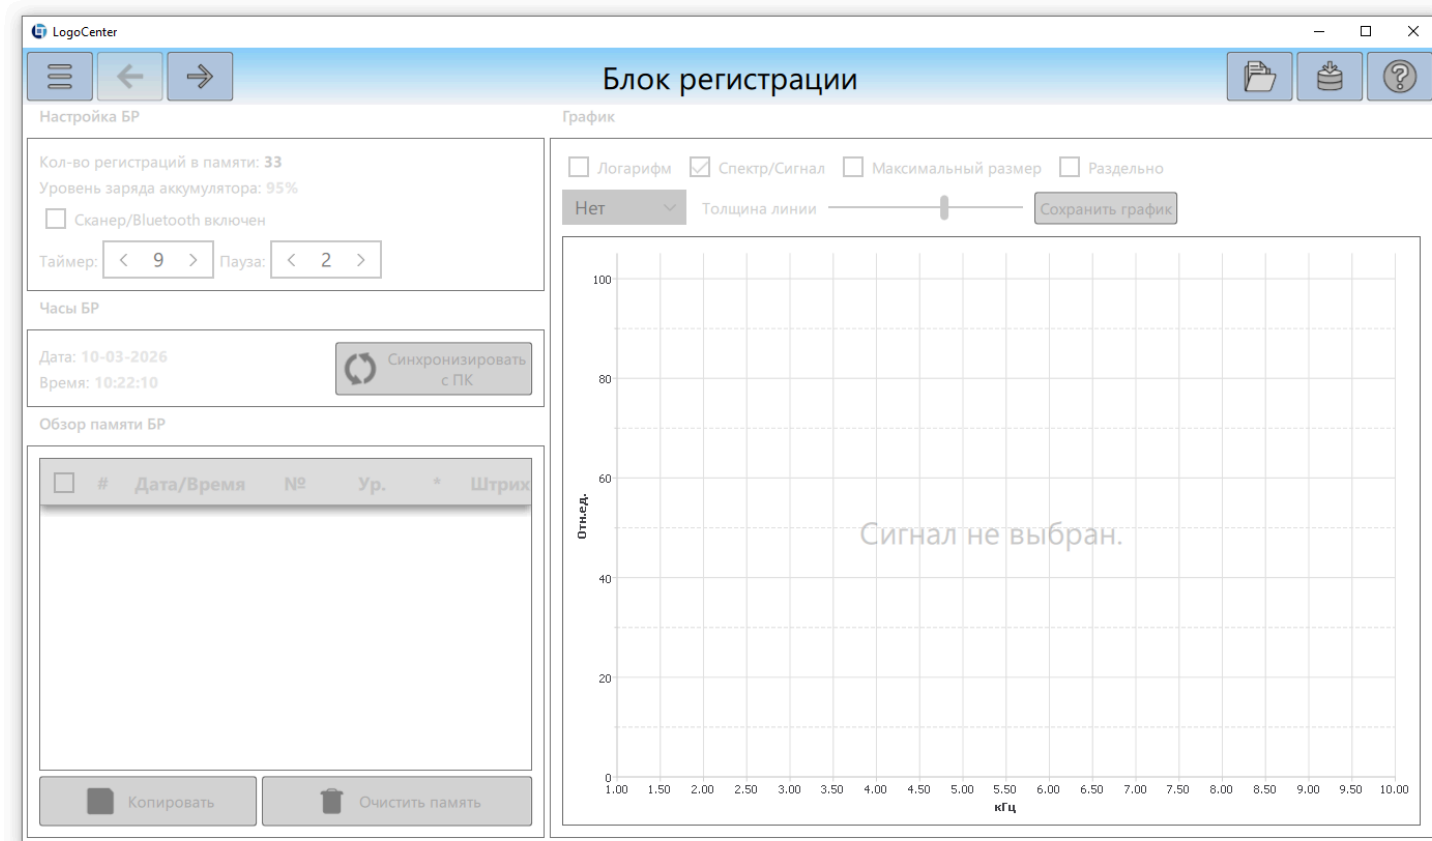 LogoCenter
Блок регистрации
Настройка БР
Кол-во регистраций в памяти: 33
Уровень заряда аккумулятора: 95%
Сканер/Bluetooth включен
Таймер: < 9 > Пауза: < 2 >
Часы БР
Дата: 10-03-2026
Время: 10:22:10
Синхронизировать
с ПК
Обзор памяти БР
# Дата/Время № Ур. * Штрих
Копировать
Очистить память
График
Логарифм Спектр/Сигнал Максимальный размер Раздельно
Нет Толщина линии Сохранить график
100
80
60
40
20
0
Отн.ед.
Сигнал не выбран.
1.00 1.50 2.00 2.50 3.00 3.50 4.00 4.50 5.00 5.50 6.00 6.50 7.00 7.50 8.00 8.50 9.00 9.50 10.00
кГц